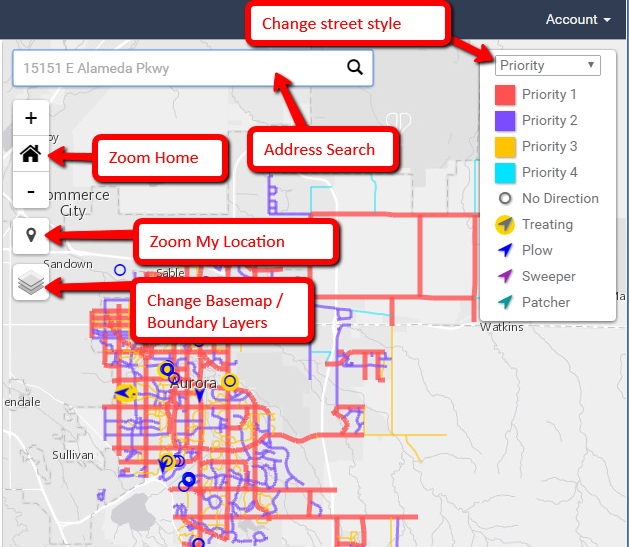 Change street style
Account
15151 E Alameda Pkwy
Priority
Priority 1
Priority 2
Priority 3
Priority 4
No Direction
Treating
Plow
Sweeper
Patcher
+
Address Search
Zoom Home
-
ommerce
City
Zoom My Location
Sandown
Sable
Change Basemap /
Boundary Layers
Watkins
Ma
Aurora
endale
Sullivan